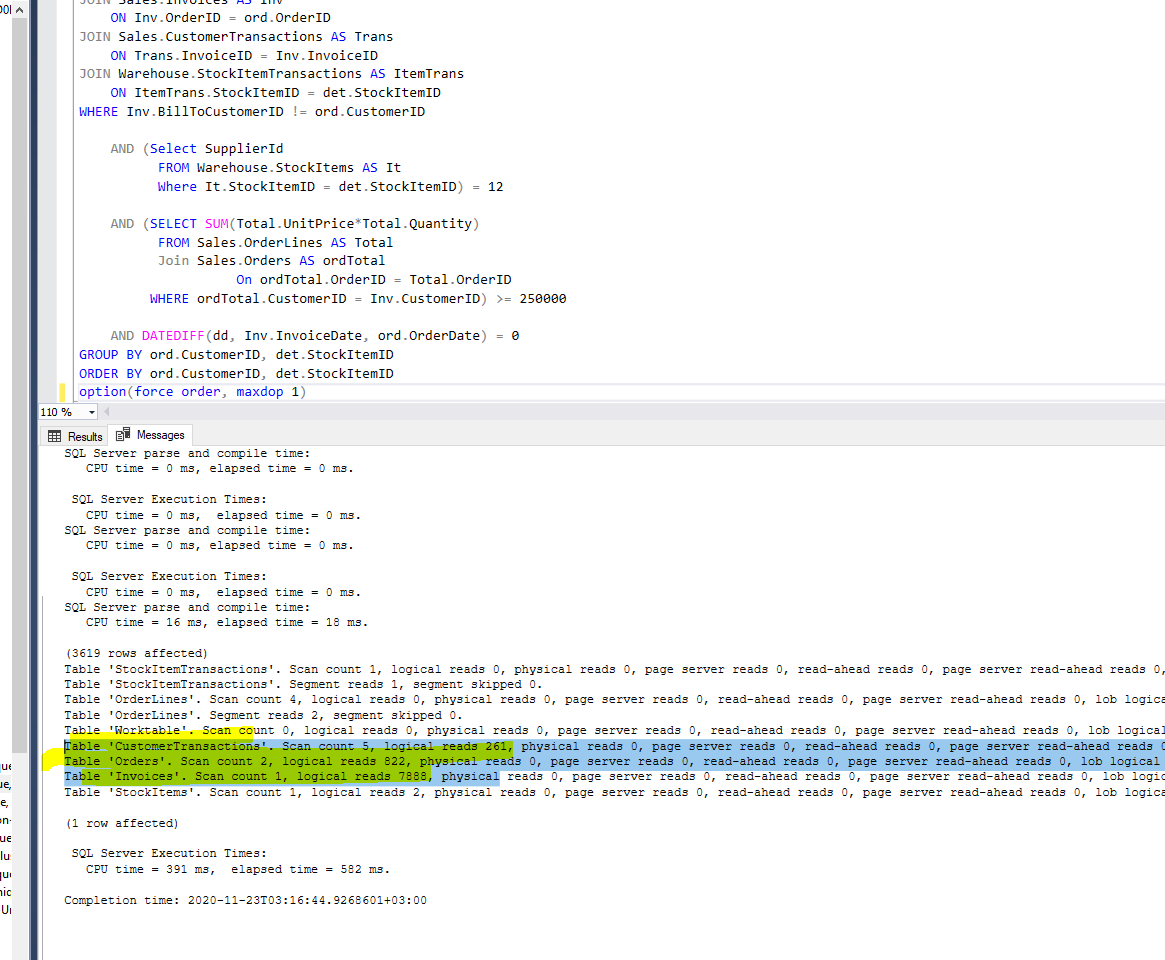 JOIN Sales.Invoices AS Inv
ON Inv.OrderID = ord.OrderID
JOIN Sales.CustomerTransactions AS Trans
ON Trans.InvoiceID = Inv.InvoiceID
JOIN Warehouse.StockItemTransactions AS ItemTrans
ON ItemTrans.StockItemID = det.StockItemID
WHERE Inv.BillToCustomerID != ord.CustomerID
AND (Select SupplierId
FROM Warehouse.StockItems AS It
Where It.StockItemID = det.StockItemID) = 12
AND (SELECT SUM(Total.UnitPrice*Total.Quantity)
FROM Sales.OrderLines AS Total
Join Sales.Orders AS ordTotal
On ordTotal.OrderID = Total.OrderID
WHERE ordTotal.CustomerID = Inv.CustomerID) >= 250000
AND DATEDIFF(dd, Inv.InvoiceDate, ord.OrderDate) = 0
GROUP BY ord.CustomerID, det.StockItemID
ORDER BY ord.CustomerID, det.StockItemID
option(force order, maxdop 1)
110 %
Results Messages
SQL Server parse and compile time:
CPU time = 0 ms, elapsed time = 0 ms.
SQL Server Execution Times:
CPU time = 0 ms,  elapsed time = 0 ms.
SQL Server parse and compile time:
CPU time = 0 ms, elapsed time = 0 ms.
SQL Server Execution Times:
CPU time = 0 ms,  elapsed time = 0 ms.
SQL Server parse and compile time:
CPU time = 16 ms, elapsed time = 18 ms.
(3619 rows affected)
Table 'StockItemTransactions'. Scan count 1, logical reads 0, physical reads 0, page server reads 0, read-ahead reads 0, page server read-ahead reads 0,
Table 'StockItemTransactions'. Segment reads 1, segment skipped 0.
Table 'OrderLines'. Scan count 4, logical reads 0, physical reads 0, page server reads 0, read-ahead reads 0, page server read-ahead reads 0, lob logica
Table 'OrderLines'. Segment reads 2, segment skipped 0.
Table 'Worktable'. Scan count 0, logical reads 0, physical reads 0, page server reads 0, read-ahead reads 0, page server read-ahead reads 0, lob logica
Table 'CustomerTransactions'. Scan count 5, logical reads 261, physical reads 0, page server reads 0, read-ahead reads 0, page server read-ahead reads 0
Table 'Orders'. Scan count 2, logical reads 822, physical reads 0, page server reads 0, read-ahead reads 0, page server read-ahead reads 0, lob logical
Table 'Invoices'. Scan count 1, logical reads 7888, physical reads 0, page server reads 0, read-ahead reads 0, page server read-ahead reads 0, lob logic
Table 'StockItems'. Scan count 1, logical reads 2, physical reads 0, page server reads 0, read-ahead reads 0, page server read-ahead reads 0, lob logica
(1 row affected)
SQL Server Execution Times:
CPU time = 391 ms,  elapsed time = 582 ms.
Completion time: 2020-11-23T03:16:44.9268601+03:00